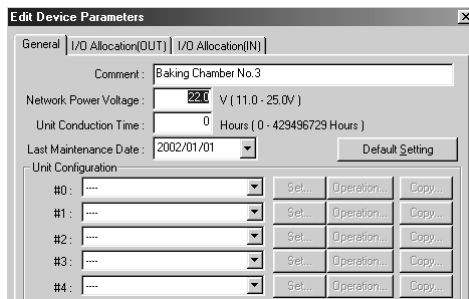 Edit Device Parameters
General I/O Allocation(OUT) I/O Allocation(IN)
Comment : Baking Chamber No.3
Network Power Voltage : 22.0 V ( 11.0 - 25.0V )
Unit Conduction Time : 0 Hours ( 0 - 429496729 Hours )
Last Maintenance Date : 2002/01/01 Default Setting
Unit Configuration
#0 : ---- Set... Operation... Copy...
#1 : ---- Set... Operation... Copy...
#2 : ---- Set... Operation... Copy...
#3 : ---- Set... Operation... Copy...
#4 : ---- Set... Operation... Copy...